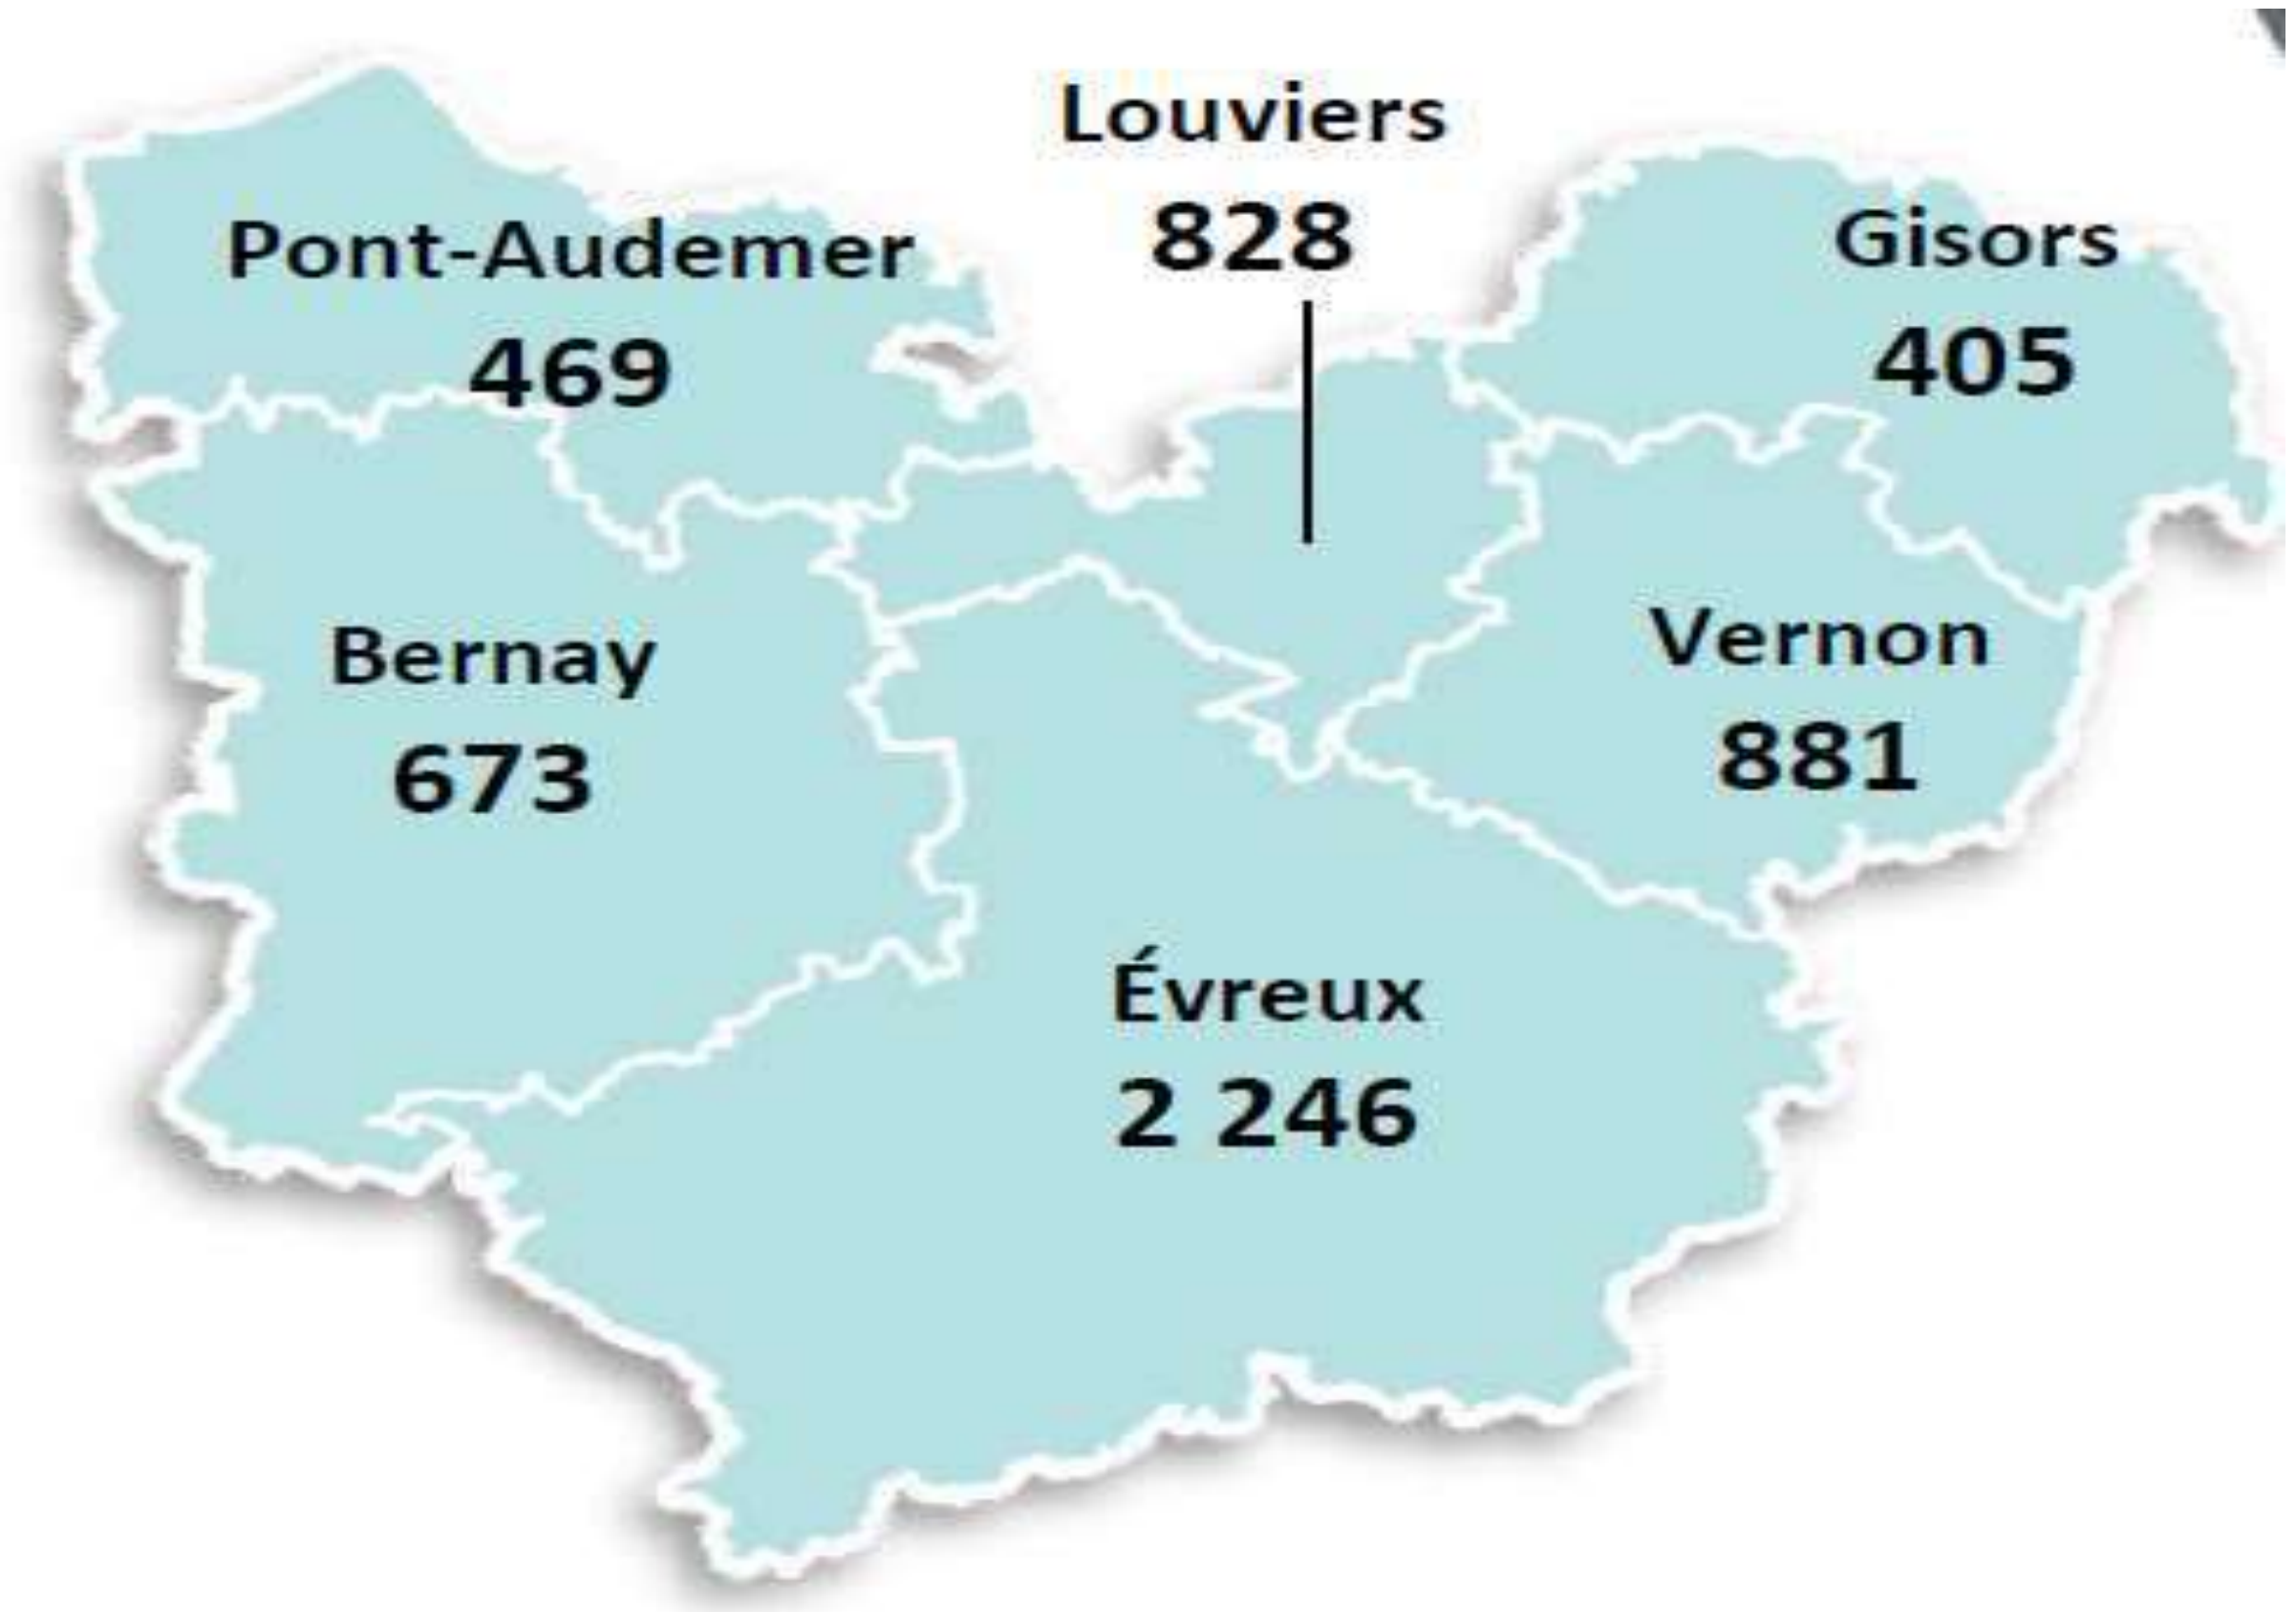 Louviers
828
Pont-Audemer
469
Gisors
405
Bernay
673
Vernon
881
Évreux
2 246